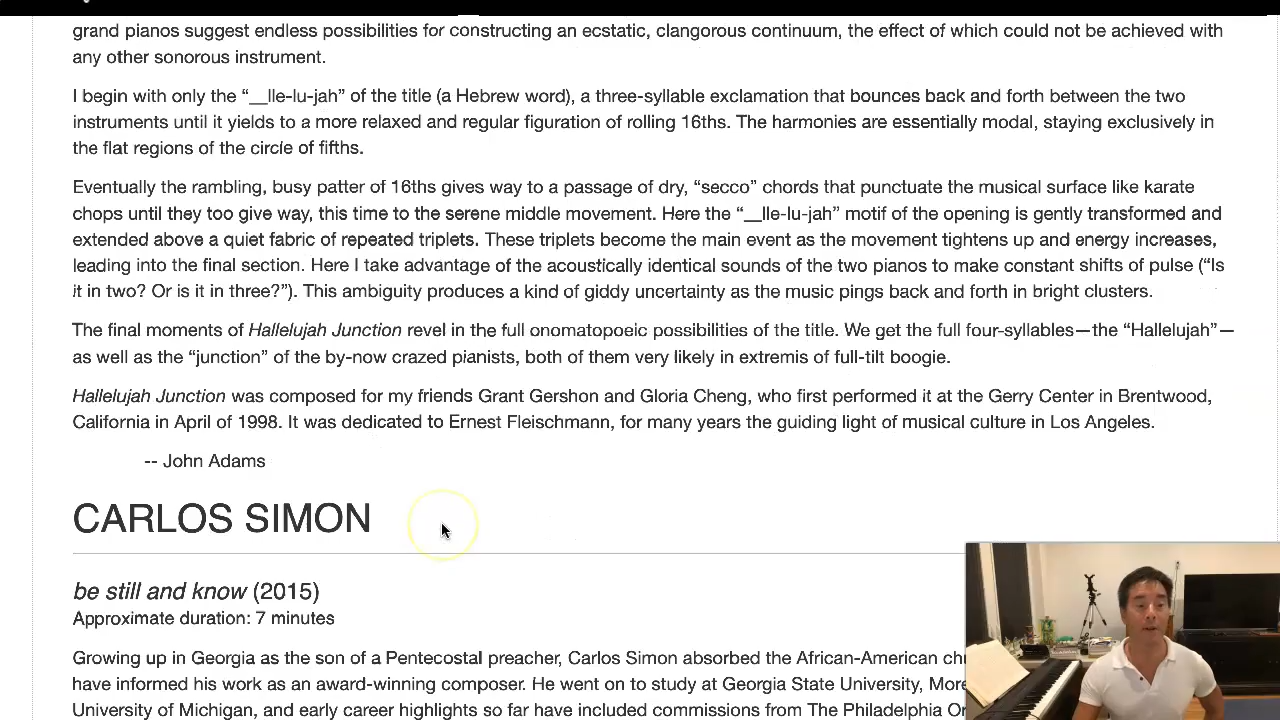 grand pianos suggest endless possibilities for constructing an ecstatic, clangorous continuum, the effect of which could not be achieved with
any other sonorous instrument.
I begin with only the “__lle-lu-jah” of the title (a Hebrew word), a three-syllable exclamation that bounces back and forth between the two
instruments until it yields to a more relaxed and regular figuration of rolling 16ths. The harmonies are essentially modal, staying exclusively in
the flat regions of the circle of fifths.
Eventually the rambling, busy patter of 16ths gives way to a passage of dry, “secco” chords that punctuate the musical surface like karate
chops until they too give way, this time to the serene middle movement. Here the “__lle-lu-jah” motif of the opening is gently transformed and
extended above a quiet fabric of repeated triplets. These triplets become the main event as the movement tightens up and energy increases,
leading into the final section. Here I take advantage of the acoustically identical sounds of the two pianos to make constant shifts of pulse (“Is
it in two? Or is it in three?”). This ambiguity produces a kind of giddy uncertainty as the music pings back and forth in bright clusters.
The final moments of Hallelujah Junction revel in the full onomatopoeic possibilities of the title. We get the full four-syllables—the “Hallelujah”—
as well as the “junction” of the by-now crazed pianists, both of them very likely in extremis of full-tilt boogie.
Hallelujah Junction was composed for my friends Grant Gershon and Gloria Cheng, who first performed it at the Gerry Center in Brentwood,
California in April of 1998. It was dedicated to Ernest Fleischmann, for many years the guiding light of musical culture in Los Angeles.
-- John Adams
CARLOS SIMON
be still and know (2015)
Approximate duration: 7 minutes
Growing up in Georgia as the son of a Pentecostal preacher, Carlos Simon absorbed the African-American
have informed his work as an award-winning composer. He went on to study at Georgia State University,
University of Michigan, and early career highlights so far have included commissions from The Philadelphia